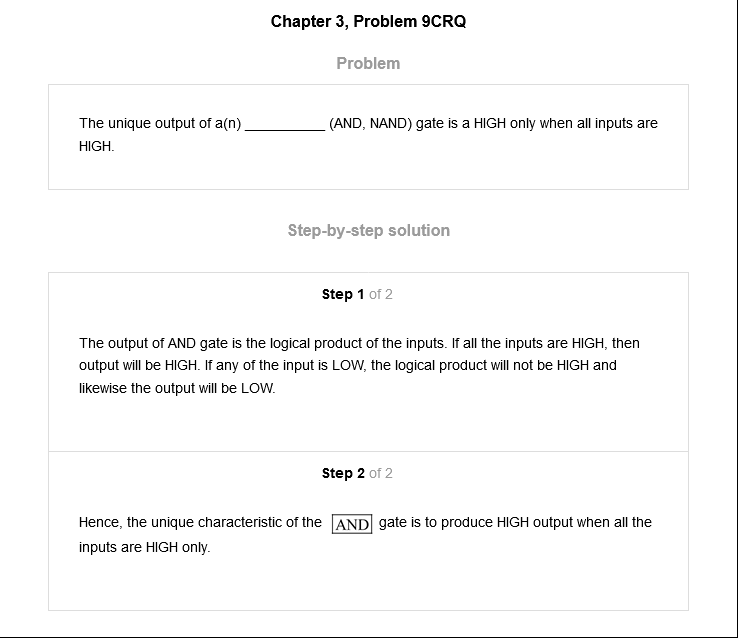 Chapter 3, Problem 9CRQ
Problem
The unique output of a(n) ___________ (AND, NAND) gate is a HIGH only when all inputs are
HIGH.
Step-by-step solution
Step 1 of 2
The output of AND gate is the logical product of the inputs. If all the inputs are HIGH, then
output will be HIGH. If any of the input is LOW, the logical product will not be HIGH and
likewise the output will be LOW.
Step 2 of 2
Hence, the unique characteristic of the AND gate is to produce HIGH output when all the
inputs are HIGH only.